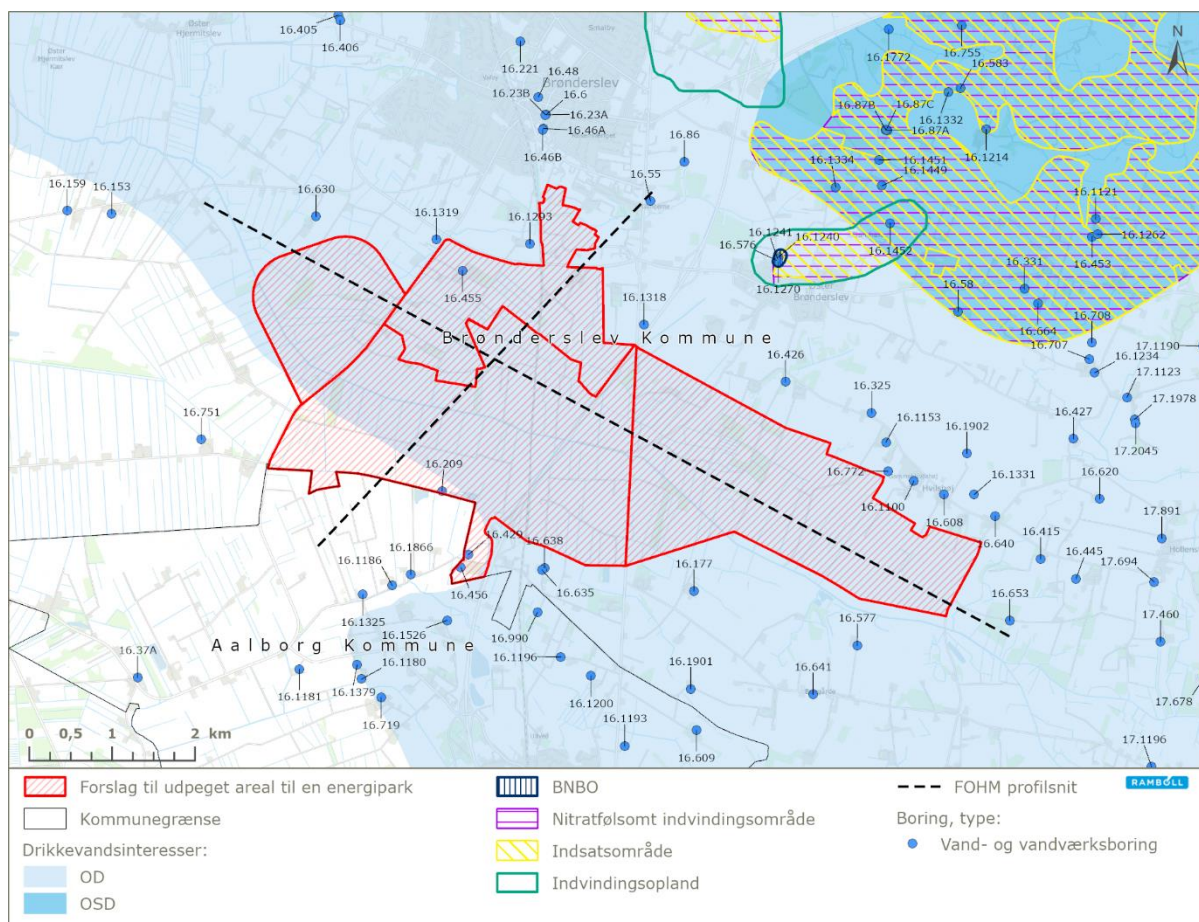 Øster
Hjermitslev
16.405
16.406
16.221
16.48
16.6
16.23B
16.23A
16.46A
16.46B
Brønderslev
16.1772
16.755
16.583
N
16.87B
16.87C
16.87A
16.1332
16.1214
16.1451
16.1449
16.1334
16.86
16.55
16.159
16.153
16.630
16.1319
16.1293
16.1121
16.1262
16.453
16.1241
16.1240
16.576
16.1452
16.1270
Øster
Brønderslev
16.331
16.58
16.664
16.708
16.455
16.1318
Brønderslev Kommune
16.707
16.1234
17.1190
17.1123
17.1978
17.2045
16.426
16.325
16.1153
16.1902
16.427
16.751
16.772
16.1331
16.620
16.209
16.1100
16.608
16.640
17.891
16.429
16.638
16.1866
16.1186
16.415
16.445
17.694
16.456
16.635
16.177
16.653
16.1325
16.1526
16.990
16.577
17.460
Aalborg Kommune
16.37A
16.1196
16.1180
16.1181
16.1379
16.1901
16.641
16.719
16.1200
17.678
16.1193
16.609
17.1196
0 0,5 1 2 km
Forslag til udpeget areal til en energipark
Kommunegrænse
Drikkevandsinteresser:
OD
OSD
BNBO
Nitratfølsomt indvindingsområde
Indsatsområde
Indvindingsopland
FOHM profilsnit
RAMBOLL
Boring, type:
Vand- og vandværksboring